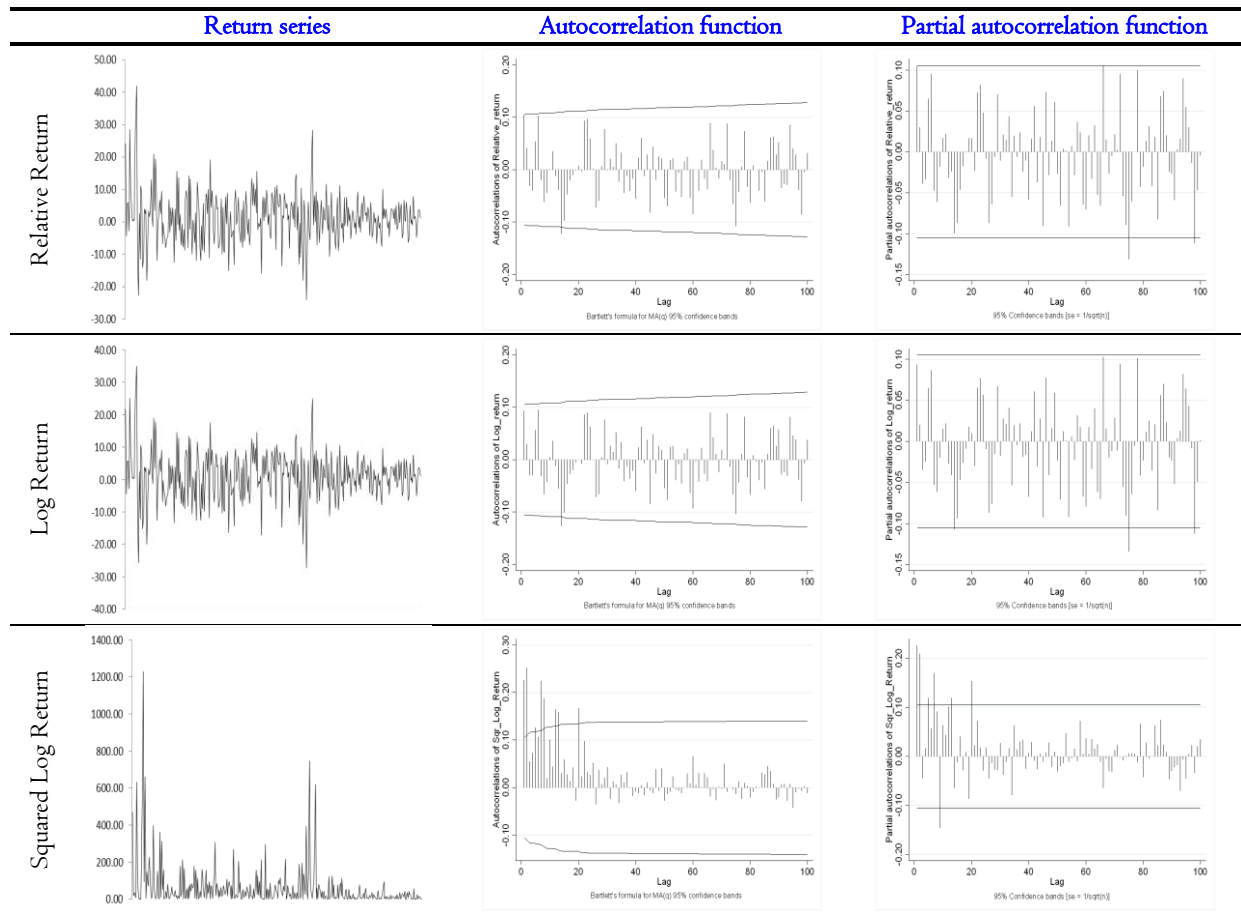 Return series Autocorrelation function Partial autocorrelation function
Relative Return
50.00
40.00
30.00
20.00
10.00
0.00
-10.00
-20.00
-30.00
Autocorrelations of Relative_return
0.20
0.10
0.00
-0.10
-0.20
0 20 40 60 80 100
Lag
Bartlett's formula for MA(q) 95% confidence bands
Partial autocorrelations of Relative_return
0.10
0.05
0.00
-0.05
-0.10
-0.15
0 20 40 60 80 100
Lag
95% Confidence bands [se = 1/sqrt(n)]
Log Return
40.00
30.00
20.00
10.00
0.00
-10.00
-20.00
-30.00
-40.00
Autocorrelations of Log_return
0.20
0.10
0.00
-0.10
-0.20
0 20 40 60 80 100
Lag
Bartlett's formula for MA(q) 95% confidence bands
Partial autocorrelations of Log_return
0.10
0.05
0.00
-0.05
-0.10
-0.15
0 20 40 60 80 100
Lag
95% Confidence bands [se = 1/sqrt(n)]
Squared Log Return
1400.00
1200.00
1000.00
800.00
600.00
400.00
200.00
0.00
Autocorrelations of Sqr_Log_Return
0.30
0.20
0.10
0.00
-0.10
0 20 40 60 80 100
Lag
Bartlett's formula for MA(q) 95% confidence bands
Partial autocorrelations of Sqr_Log_Return
0.20
0.10
0.00
-0.10
-0.20
0 20 40 60 80 100
Lag
95% Confidence bands [se = 1/sqrt(n)]